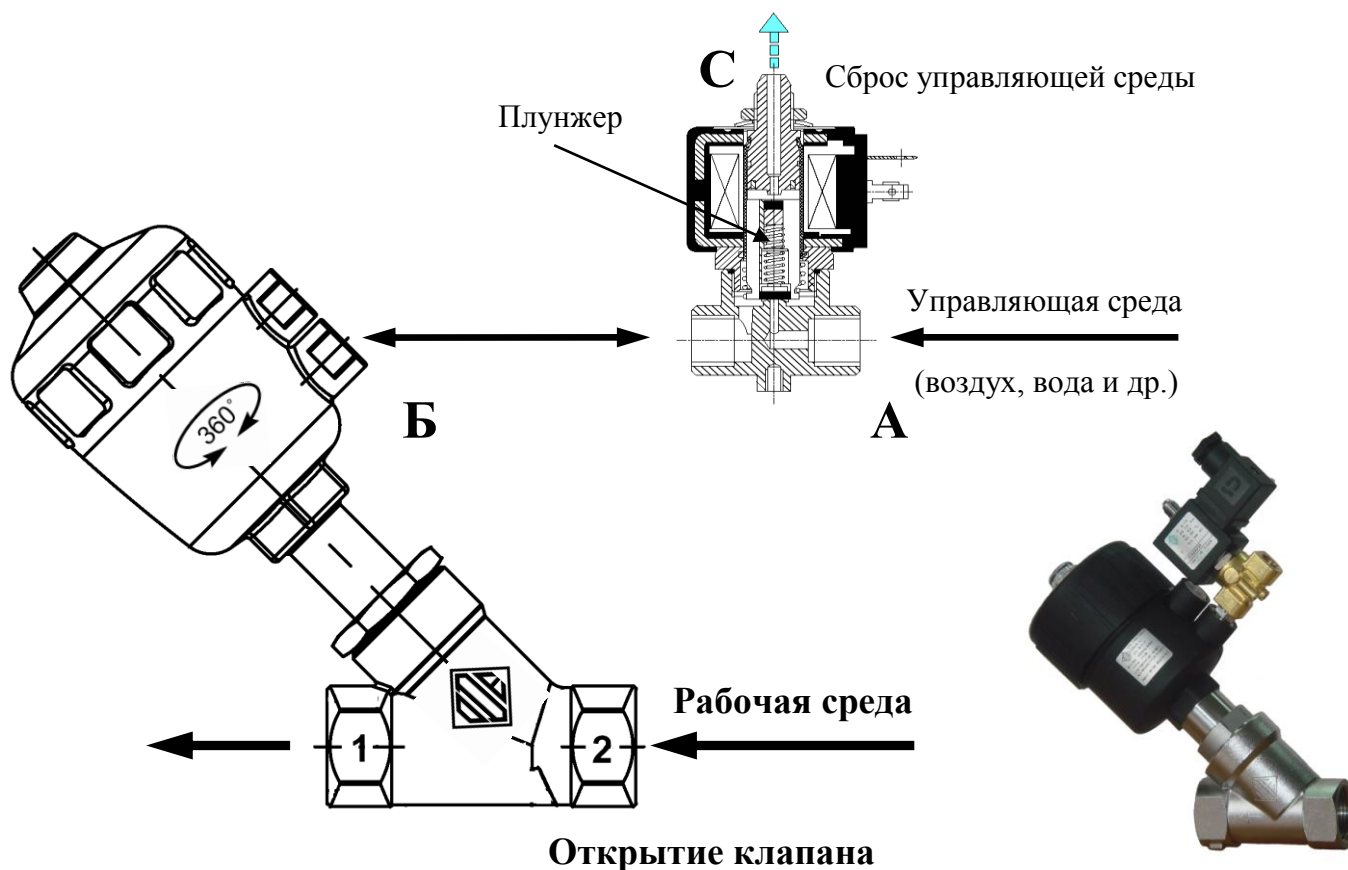 С
Сброс управляющей среды
Плунжер
Управляющая среда
(воздух, вода и др.)
Б
А
360°
Рабочая среда
1
2
Открытие клапана